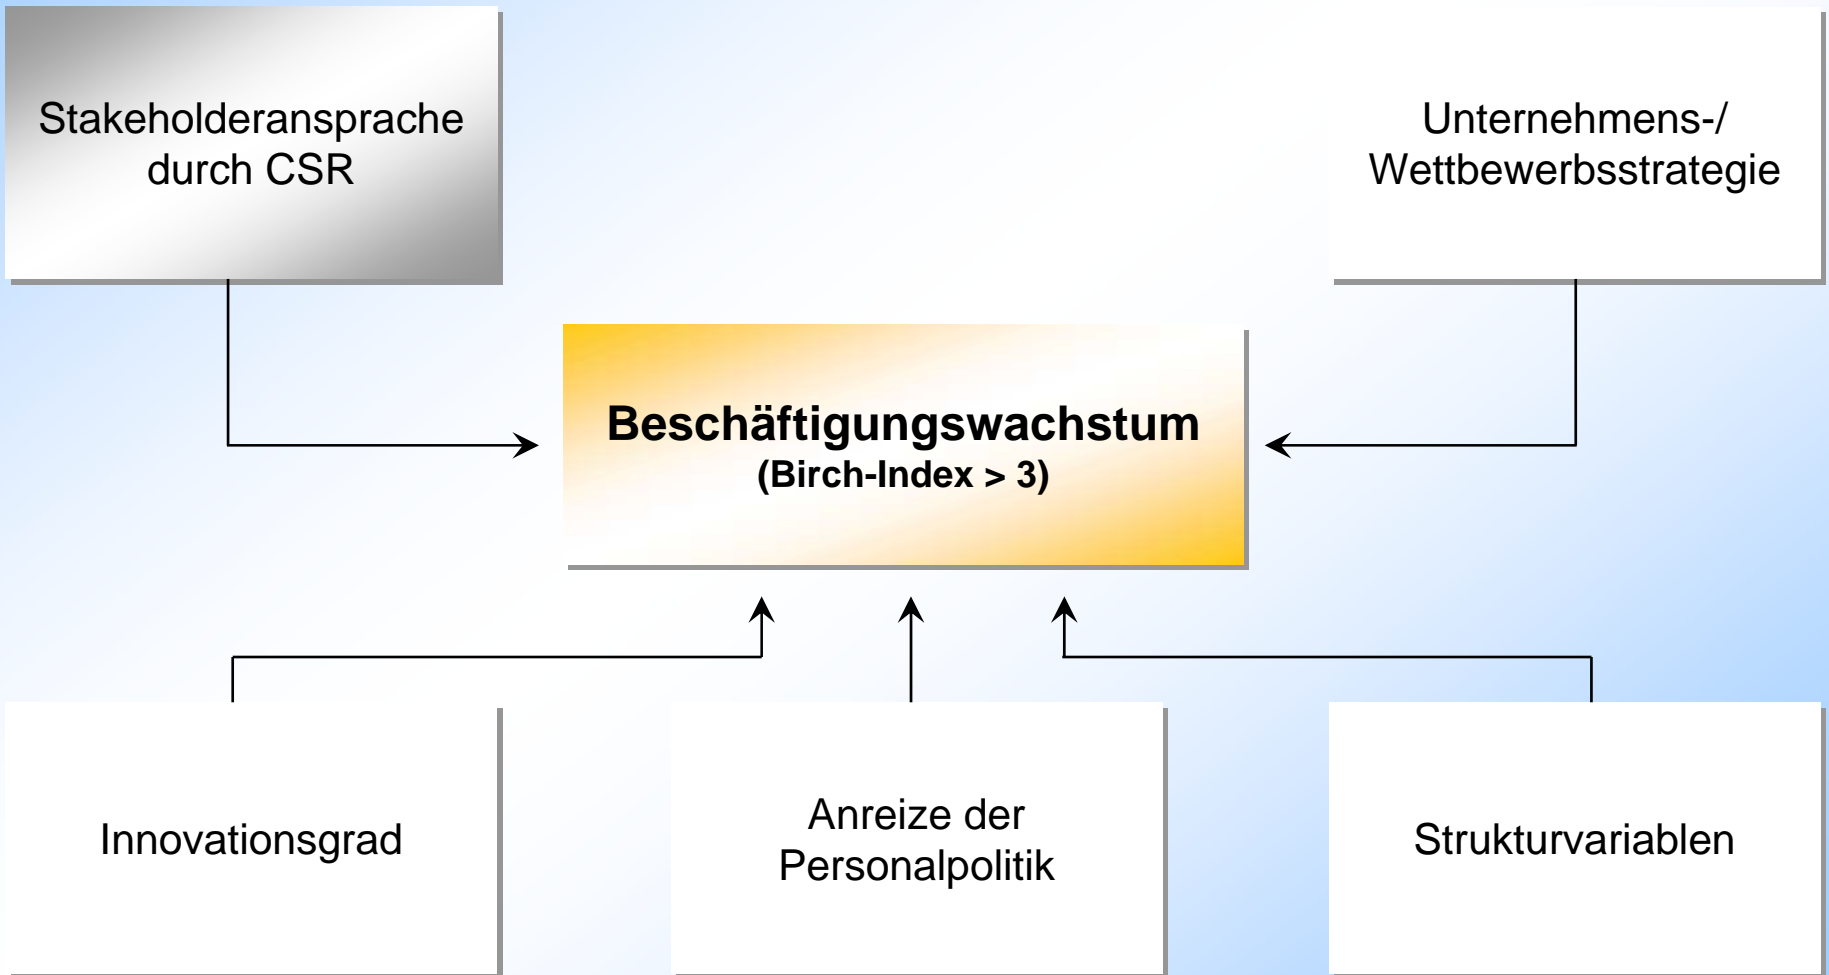 Stakeholderansprache
durch CSR
Unternehmens-/
Wettbewerbsstrategie
Beschäftigungswachstum
(Birch-Index > 3)
Innovationsgrad
Anreize der
Personalpolitik
Strukturvariablen